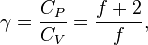 γ = C_P / C_V = (f + 2) / f,